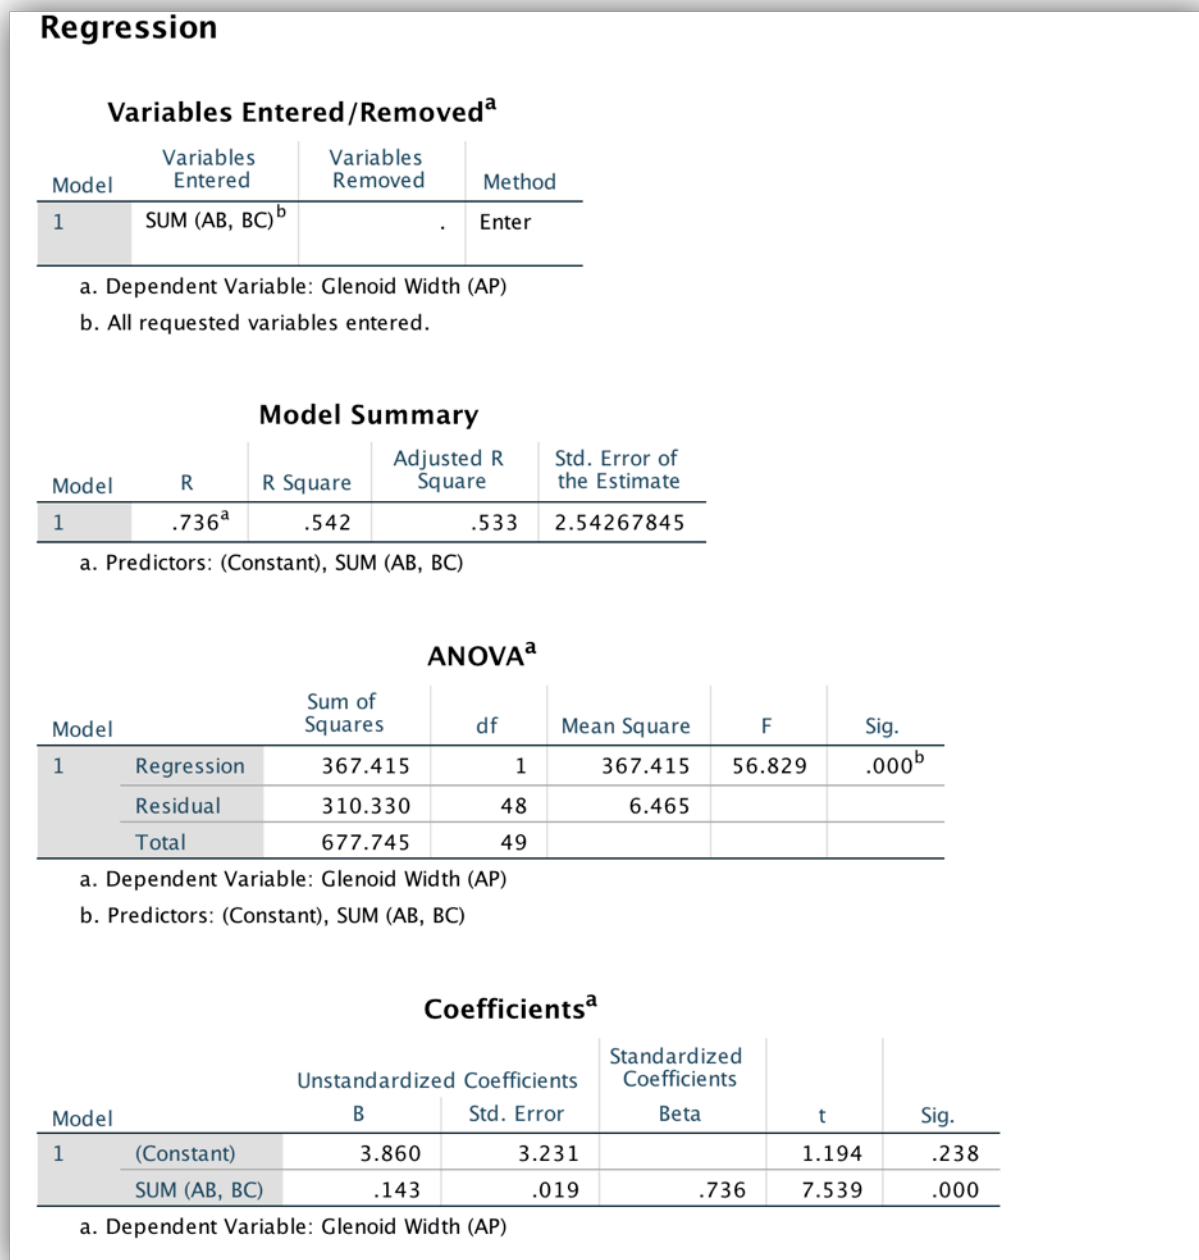 Regression
Variables Entered/Removedᵃ
Model Variables Entered Variables Removed Method
1 SUM (AB, BC)ᵇ . Enter
a. Dependent Variable: Glenoid Width (AP)
b. All requested variables entered.
Model Summary
Model R R Square Adjusted R Square Std. Error of the Estimate
1 .736ᵃ .542 .533 2.54267845
a. Predictors: (Constant), SUM (AB, BC)
ANOVAᵃ
Model Sum of Squares df Mean Square F Sig.
1 Regression 367.415 1 367.415 56.829 .000ᵇ
Residual 310.330 48 6.465
Total 677.745 49
a. Dependent Variable: Glenoid Width (AP)
b. Predictors: (Constant), SUM (AB, BC)
Coefficientsᵃ
Unstandardized Coefficients Standardized Coefficients
Model B Std. Error Beta t Sig.
1 (Constant) 3.860 3.231 1.194 .238
SUM (AB, BC) .143 .019 .736 7.539 .000
a. Dependent Variable: Glenoid Width (AP)